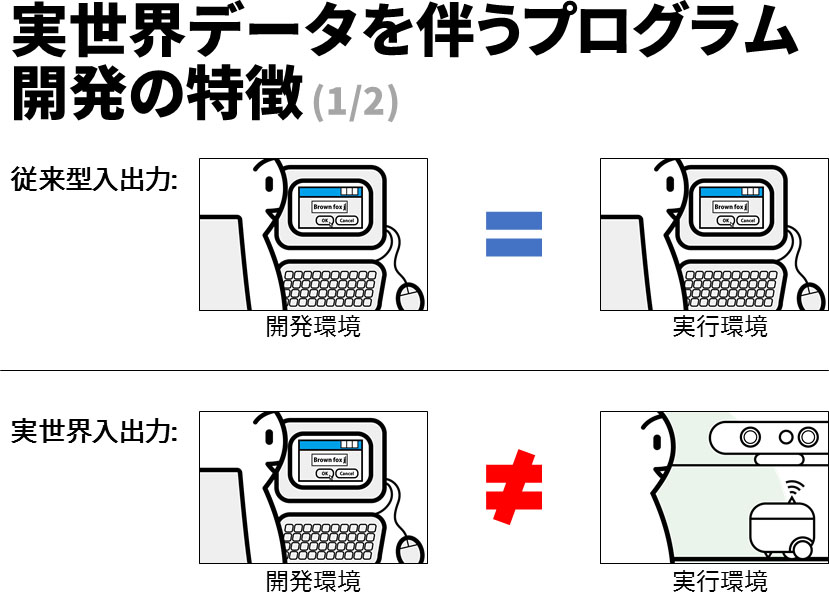 実世界データを伴うプログラム
開発の特徴 (1/2)
従来型入出力:
Brown fox j
OK Cancel
Brown fox j
OK Cancel
開発環境
実行環境
実世界入出力:
Brown fox j
OK Cancel
開発環境
実行環境